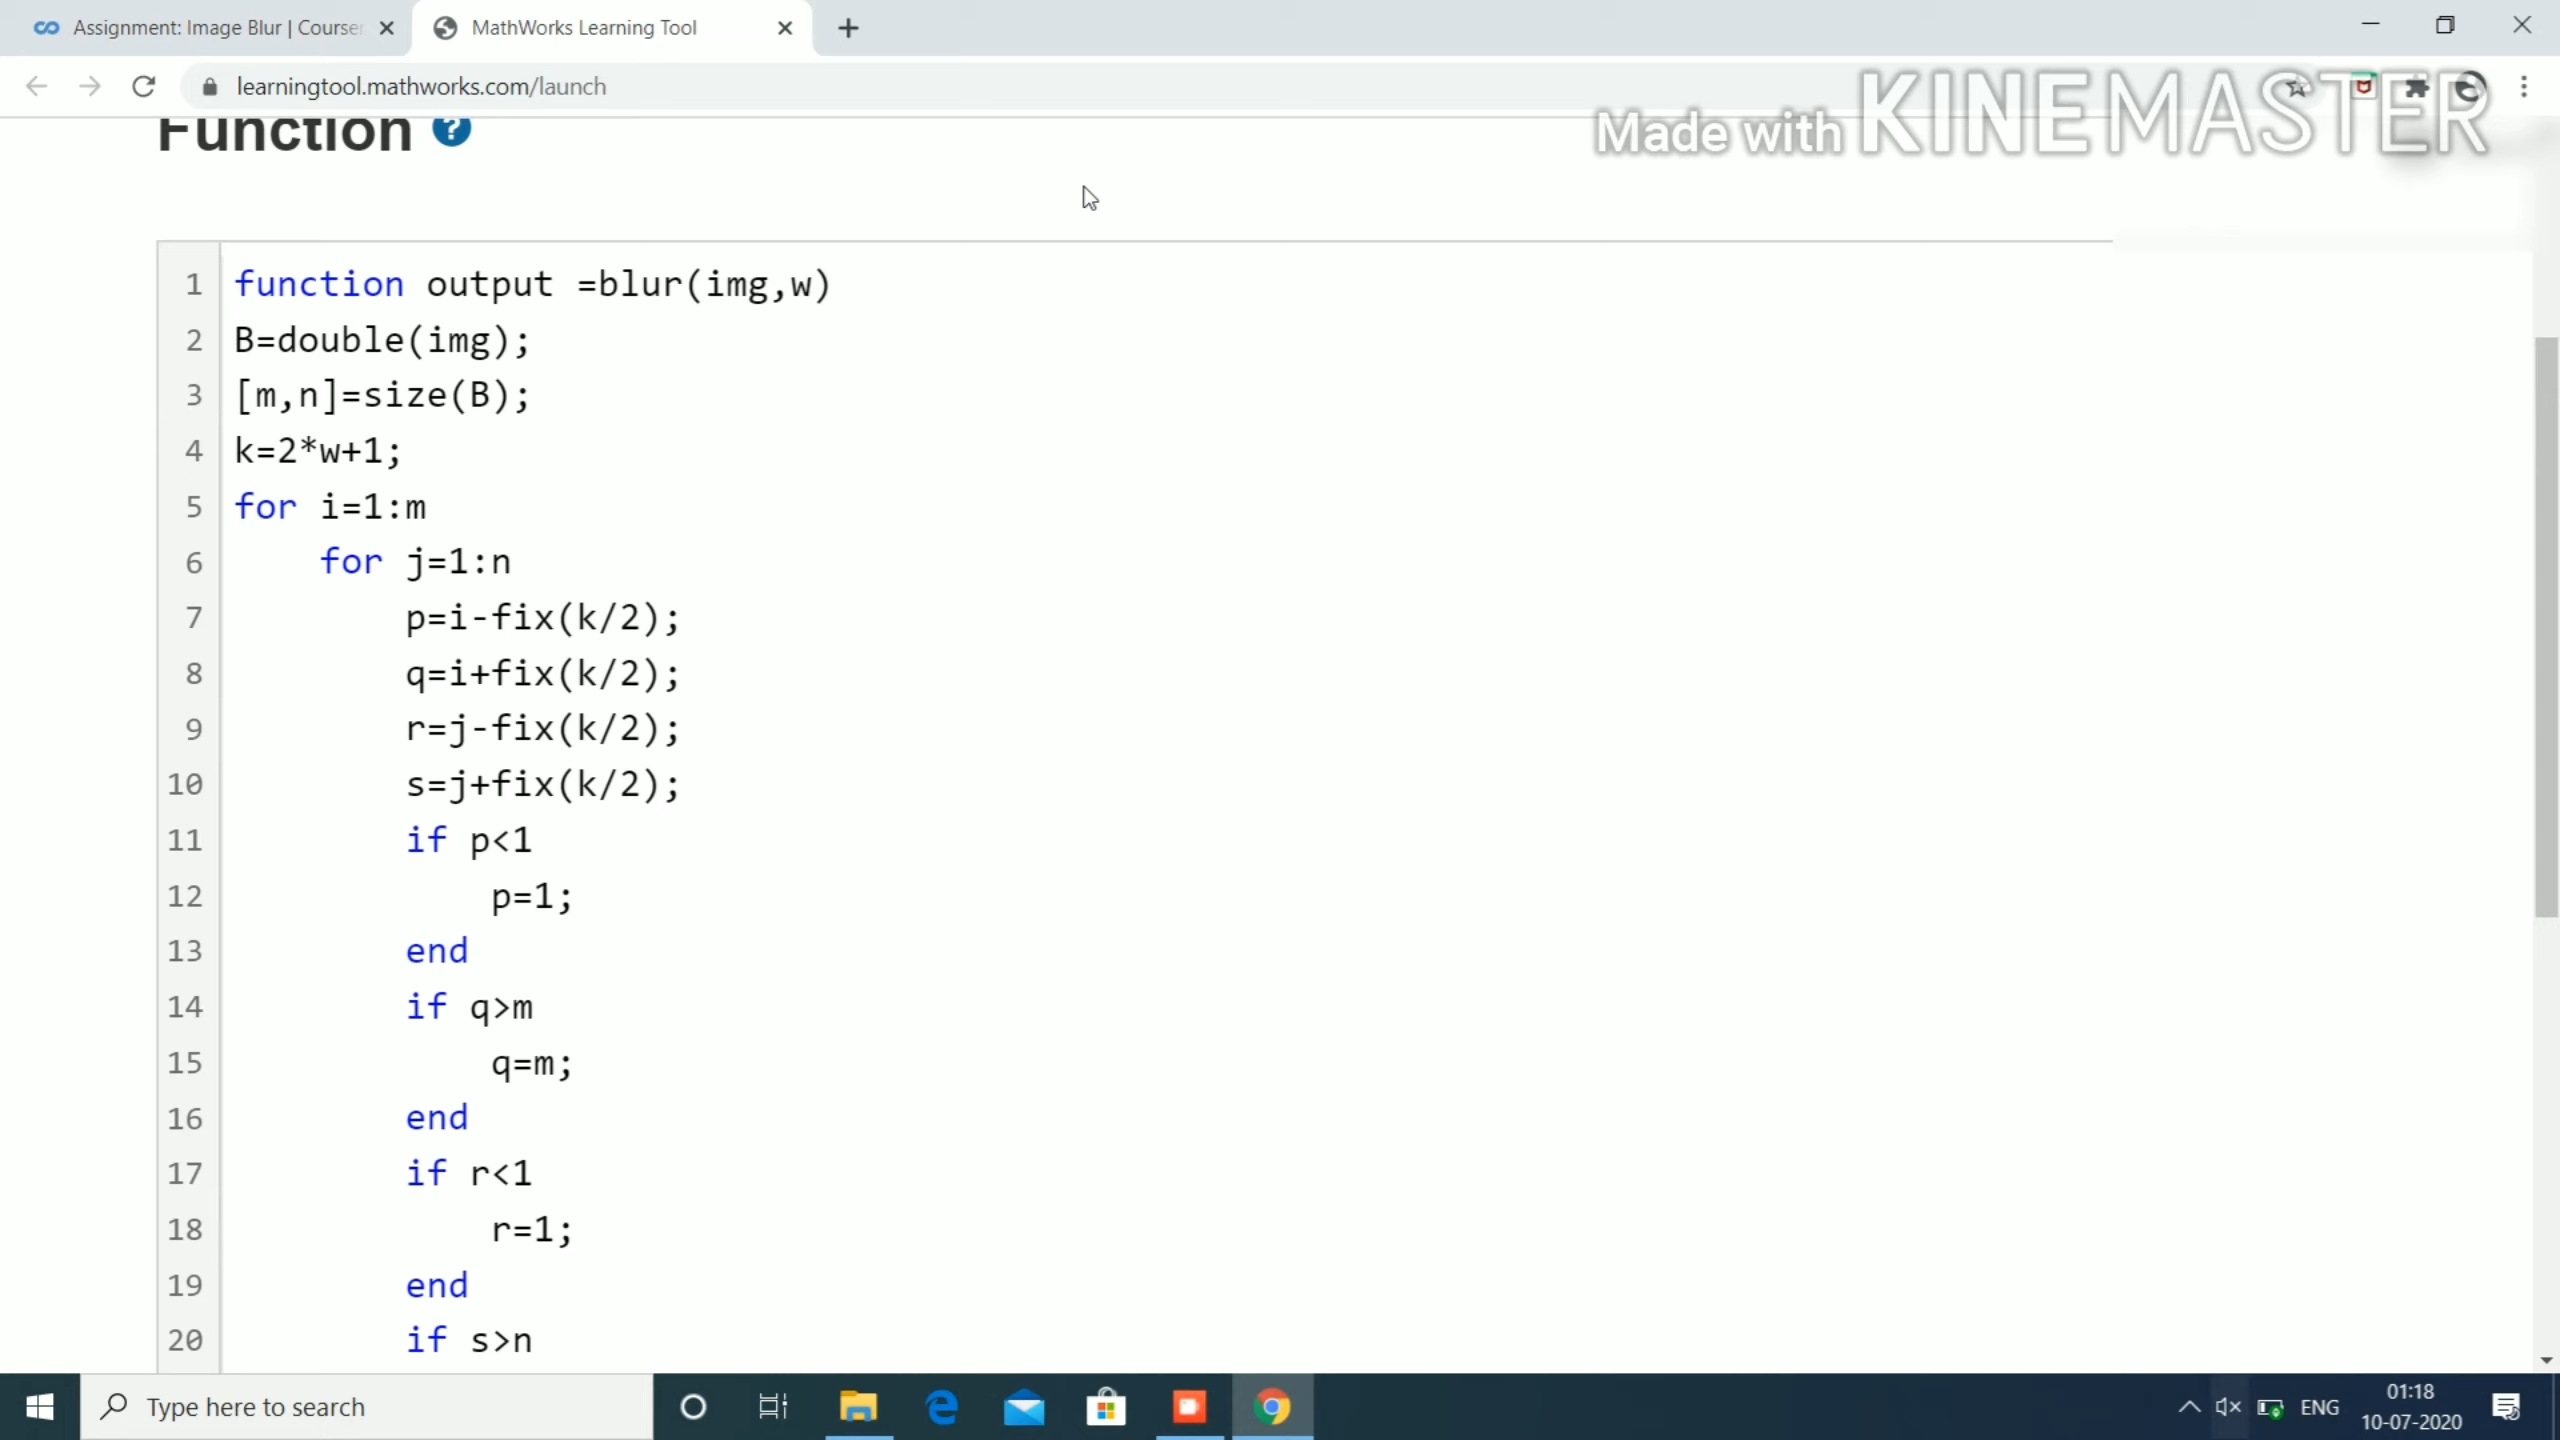 Assignment: Image Blur | Courser
MathWorks Learning Tool
learningtool.mathworks.com/launch
Made with KINEMASTER
Function ?
1 function output =blur(img,w)
2 B=double(img);
3 [m,n]=size(B);
4 k=2*w+1;
5 for i=1:m
6 for j=1:n
7 p=i-fix(k/2);
8 q=i+fix(k/2);
9 r=j-fix(k/2);
10 s=j+fix(k/2);
11 if p<1
12 p=1;
13 end
14 if q>m
15 q=m;
16 end
17 if r<1
18 r=1;
19 end
20 if s>n
Type here to search
ENG
01:18
10-07-2020